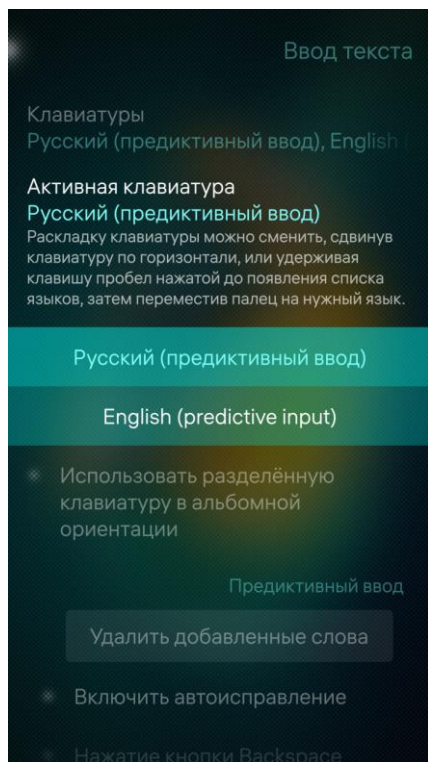 Ввод текста
Клавиатуры
Русский (предиктивный ввод), English (
Активная клавиатура
Русский (предиктивный ввод)
Раскладку клавиатуры можно сменить, сдвинув
клавиатуру по горизонтали, или удерживая
клавишу пробел нажатой до появления списка
языков, затем переместив палец на нужный язык.
Русский (предиктивный ввод)
English (predictive input)
Использовать разделённую
клавиатуру в альбомной
ориентации
Предиктивный ввод
Удалить добавленные слова
Включить автоисправление
Нажатие кнопки Backspace